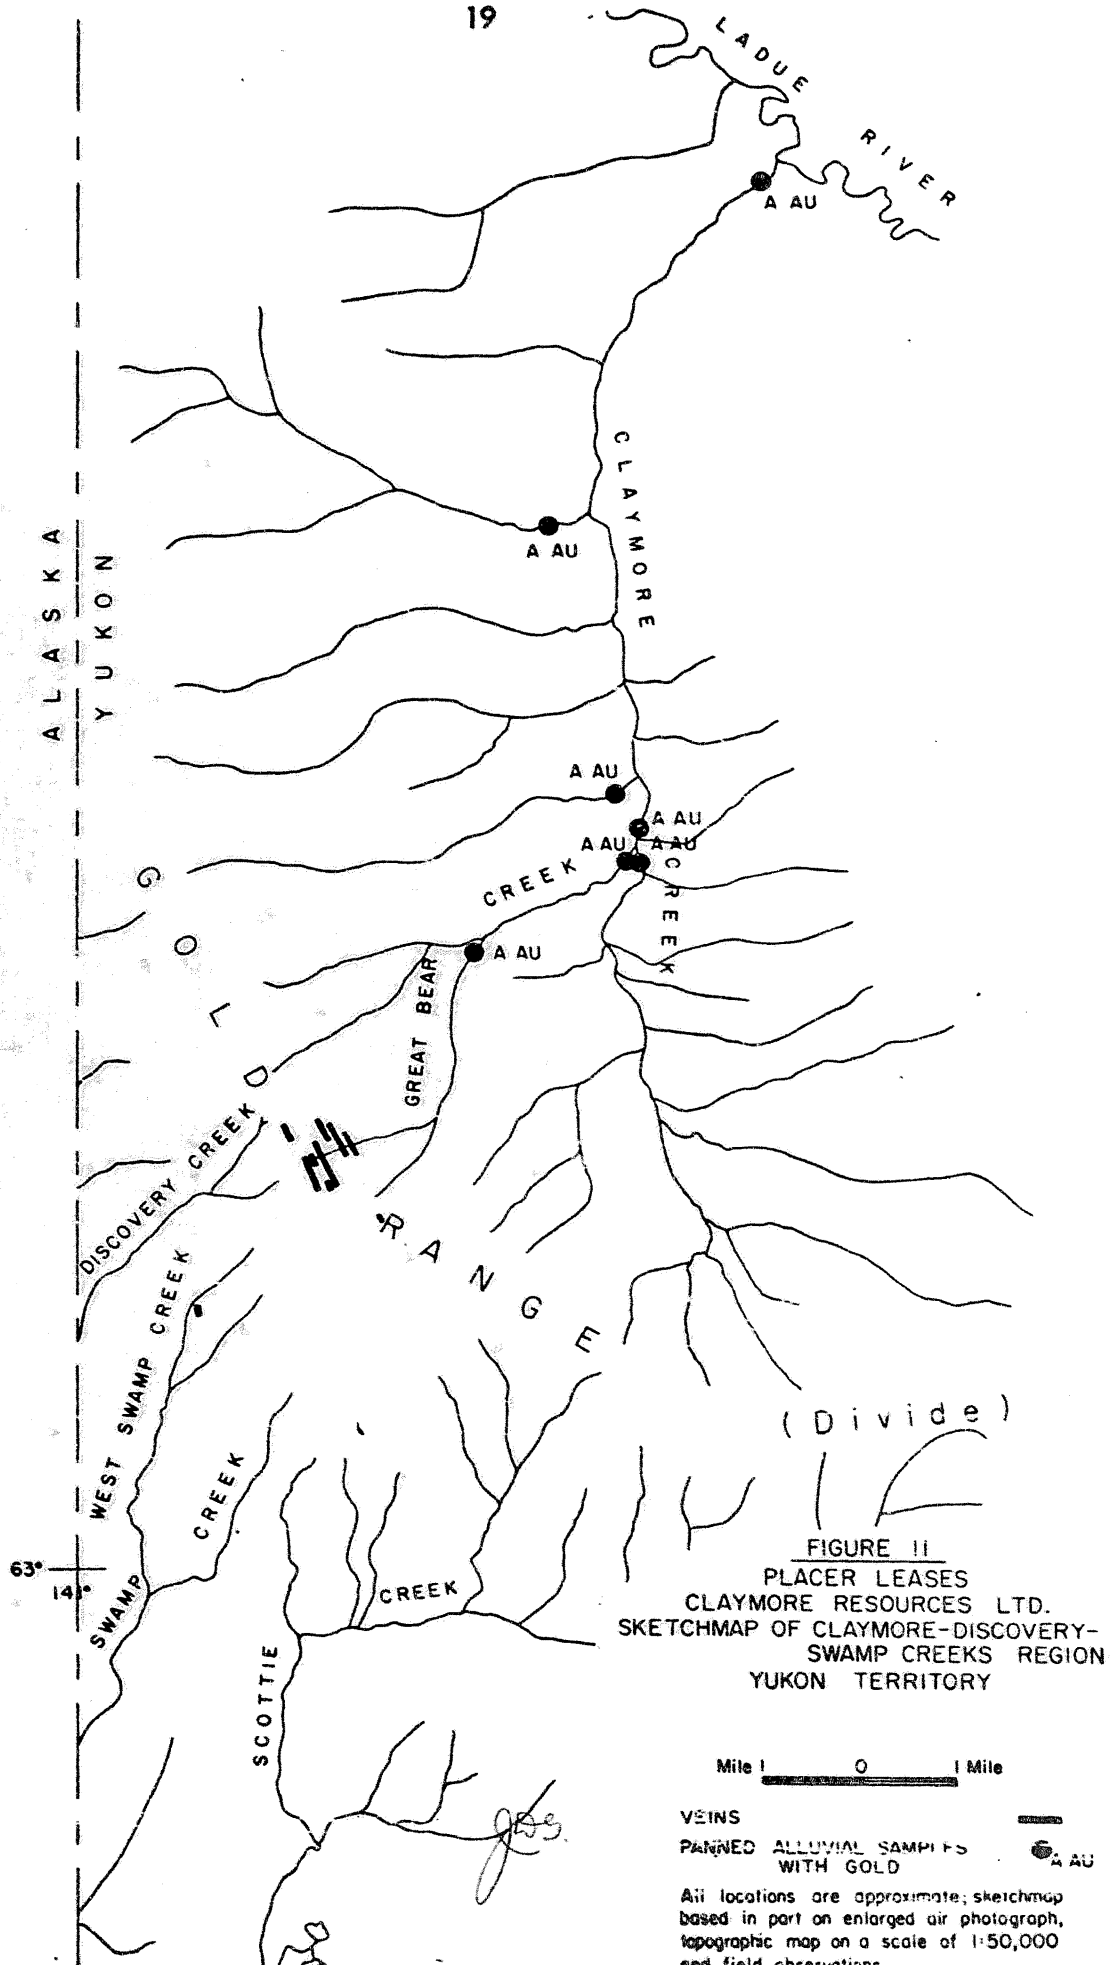 19
LADUE RIVER
A AU
CLAYMORE CREEK
A AU
ALASKA
YUKON
A AU
A AU
A AU
A AU
CREEK
A AU
GREAT BEAR
GOLD RANGE
DISCOVERY CREEK
WEST SWAMP CREEK
CREEK
SWAMP
63°
141°
(Divide)
CREEK
SCOTTIE
FIGURE 11
PLACER LEASES
CLAYMORE RESOURCES LTD.
SKETCHMAP OF CLAYMORE-DISCOVERY-
SWAMP CREEKS REGION
YUKON TERRITORY
Mile 1 0 1 Mile
VEINS
PANNED ALLUVIAL SAMPLES
WITH GOLD
A AU
All locations are approximate; sketchmap
based in part on enlarged air photograph,
topographic map on a scale of 1:50,000
and field observations